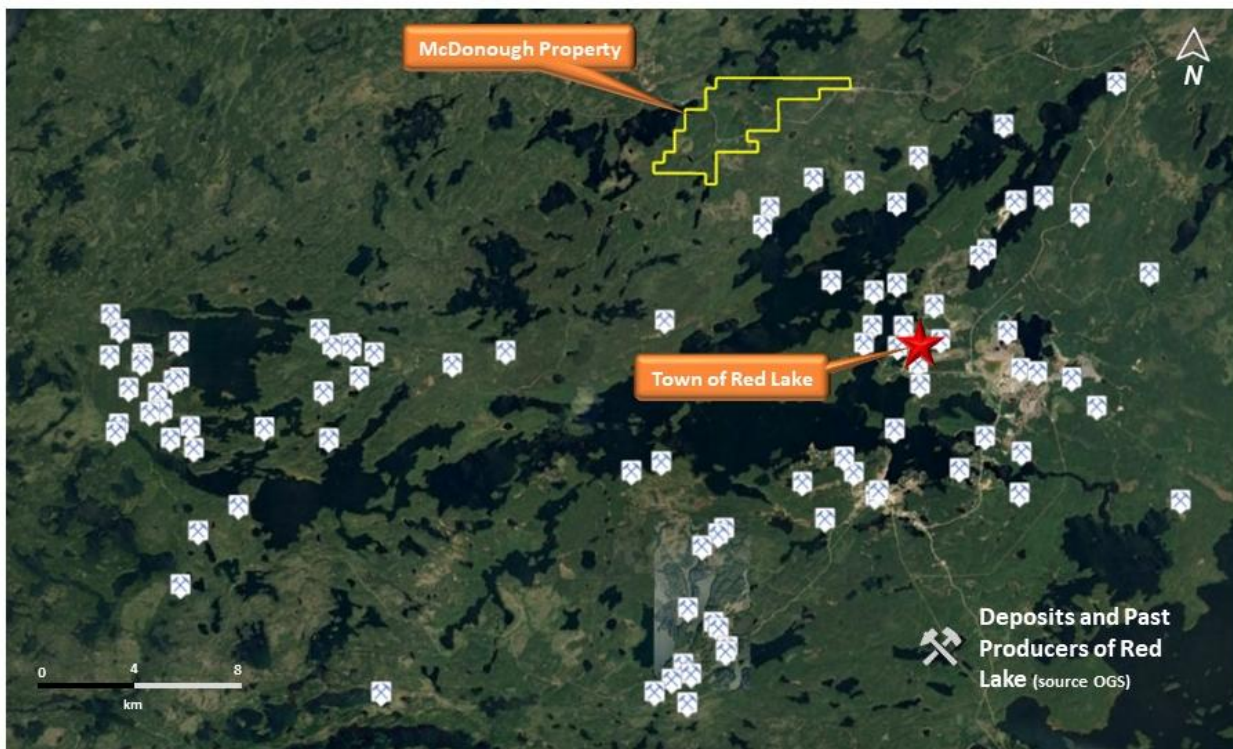 McDonough Property
N
Town of Red Lake
Deposits and Past
Producers of Red
Lake (source OGS)
0 4 8
km